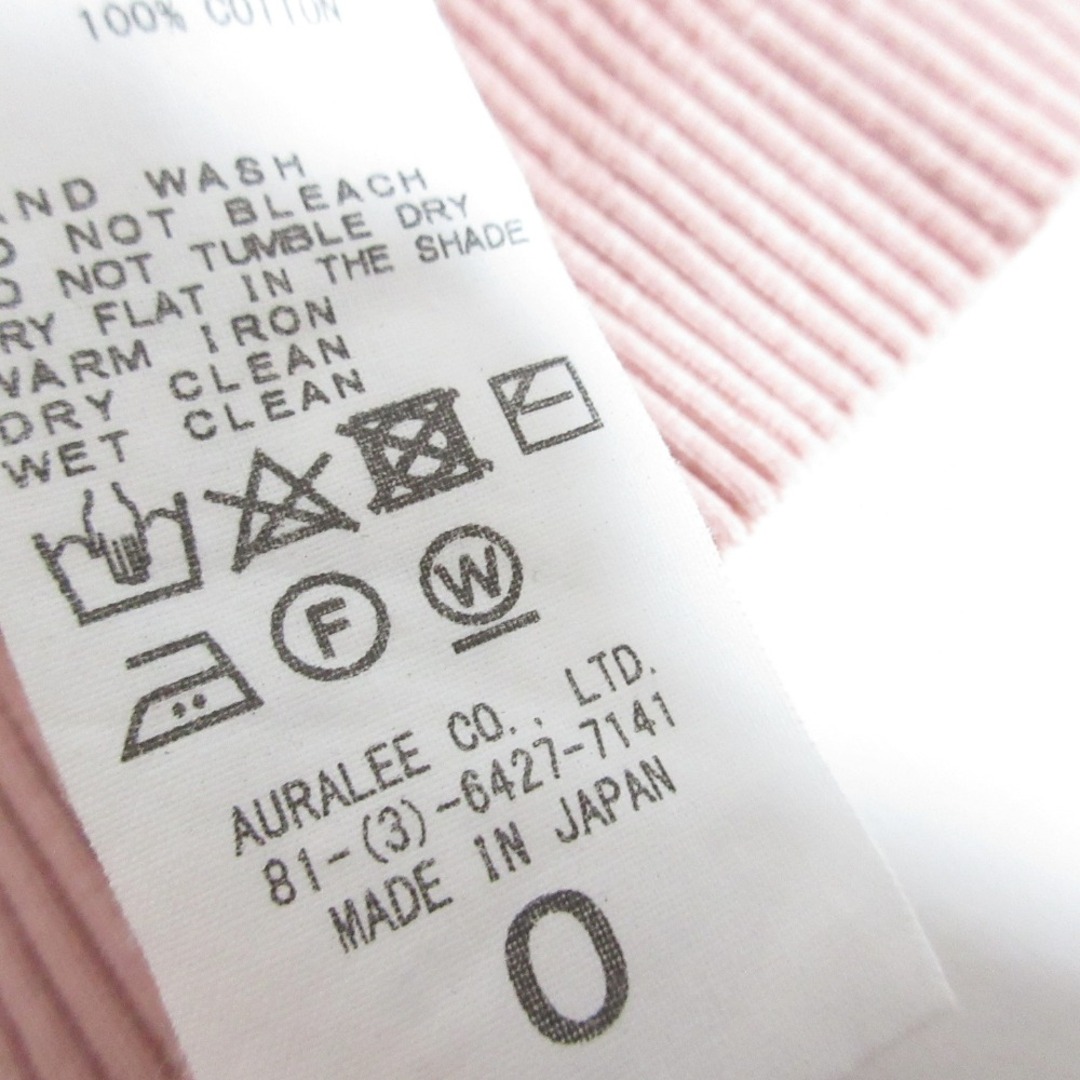 100% COTTON
AND WASH
O NOT BLEACH
O NOT TUMBLE DRY
RY FLAT IN THE SHADE
WARM IRON
DRY CLEAN
WET CLEAN
F W
AURALEE CO., LTD.
81-(3)-6427-7141
MADE IN JAPAN
0